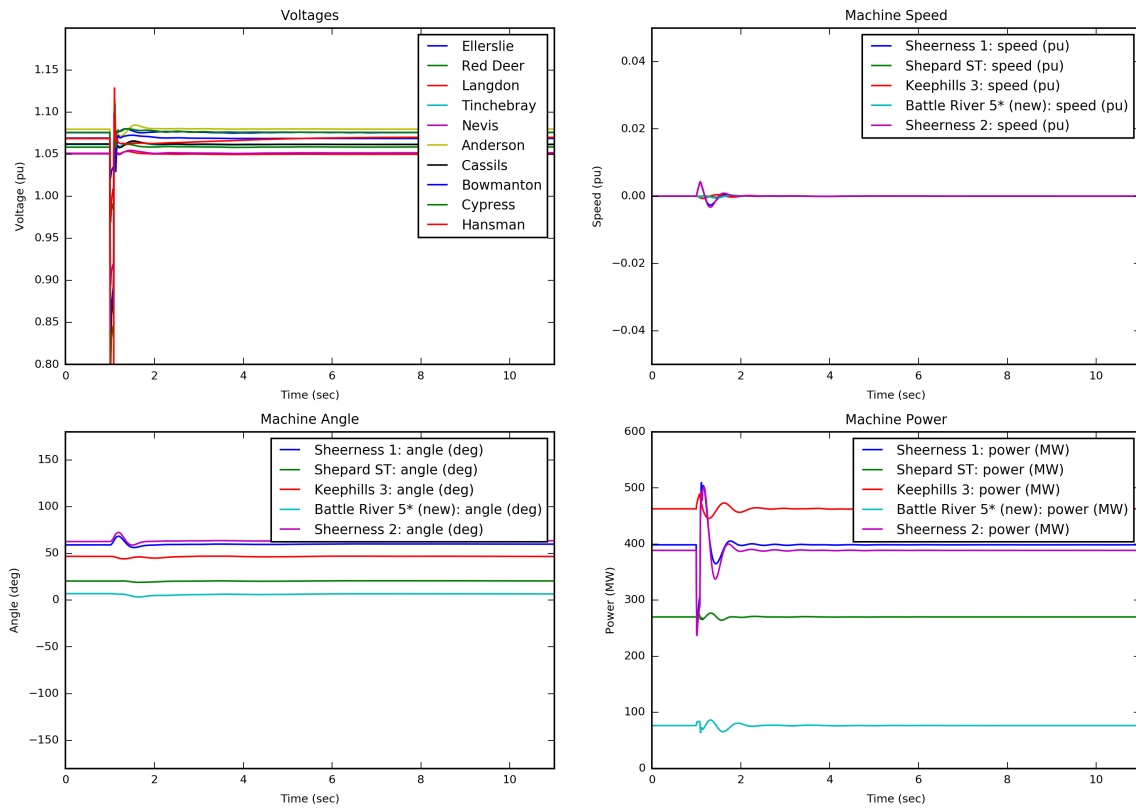 Voltages
1.15
1.10
1.05
1.00
0.95
0.90
0.85
0.80
Voltage (pu)
0 2 4 6 8 10
Time (sec)
Ellerslie
Red Deer
Langdon
Tinchebray
Nevis
Anderson
Cassils
Bowmanton
Cypress
Hansman
Machine Speed
0.04
0.02
0.00
−0.02
−0.04
Speed (pu)
0 2 4 6 8 10
Time (sec)
Sheerness 1: speed (pu)
Shepard ST: speed (pu)
Keephills 3: speed (pu)
Battle River 5* (new): speed (pu)
Sheerness 2: speed (pu)
Machine Angle
150
100
50
0
−50
−100
−150
Angle (deg)
0 2 4 6 8 10
Time (sec)
Sheerness 1: angle (deg)
Shepard ST: angle (deg)
Keephills 3: angle (deg)
Battle River 5* (new): angle (deg)
Sheerness 2: angle (deg)
Machine Power
600
500
400
300
200
100
0
Power (MW)
0 2 4 6 8 10
Time (sec)
Sheerness 1: power (MW)
Shepard ST: power (MW)
Keephills 3: power (MW)
Battle River 5* (new): power (MW)
Sheerness 2: power (MW)